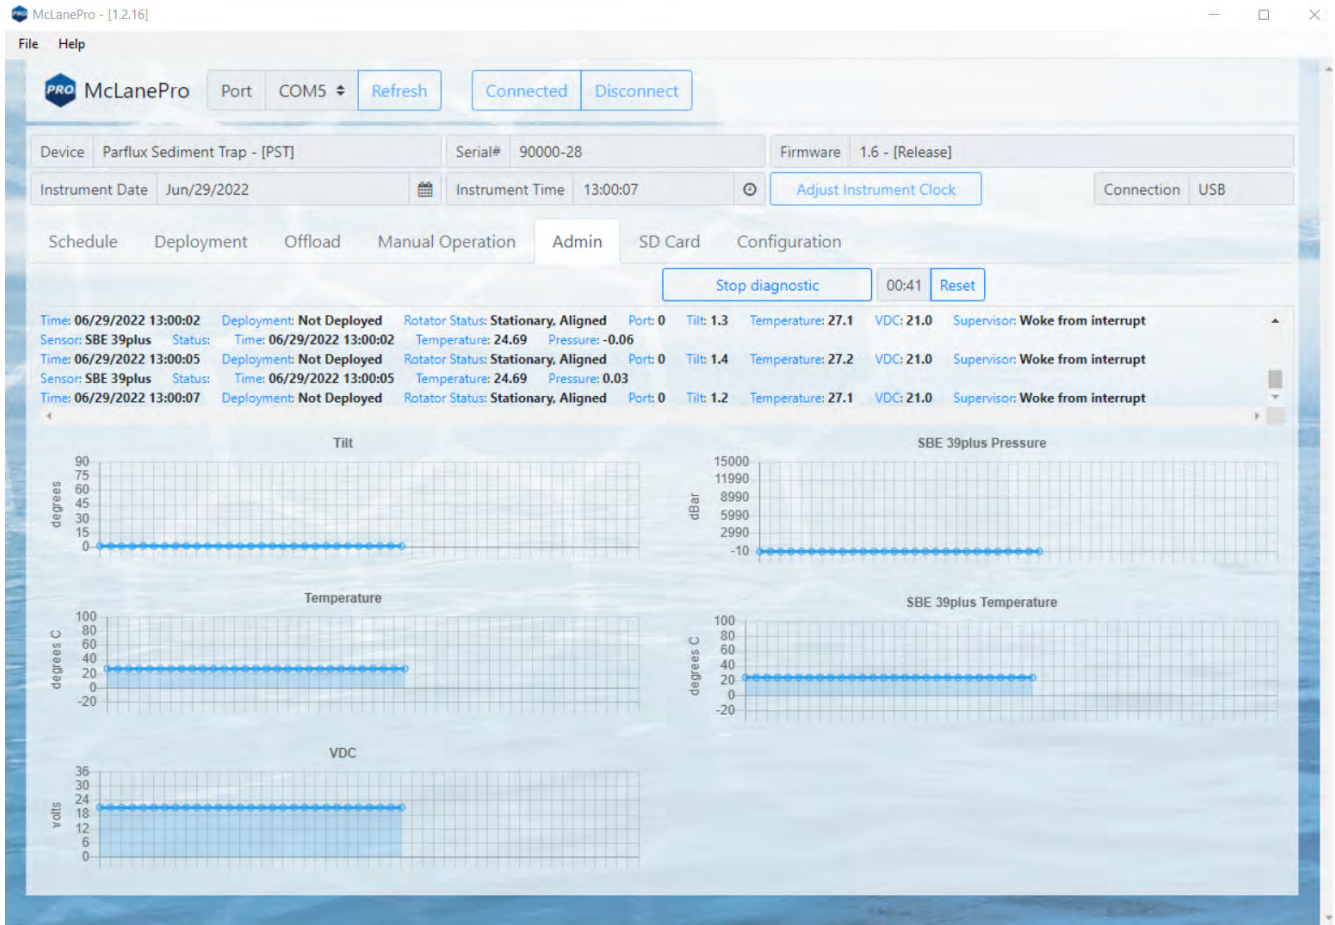 McLanePro - [1.2.16]
File Help
PRO McLanePro Port COM5 Refresh Connected Disconnect
Device Parflux Sediment Trap - [PST] Serial# 90000-28 Firmware 1.6 - [Release]
Instrument Date Jun/29/2022 Instrument Time 13:00:07 Adjust Instrument Clock Connection USB
Schedule Deployment Offload Manual Operation Admin SD Card Configuration
Stop diagnostic 00:41 Reset
Time: 06/29/2022 13:00:02 Deployment: Not Deployed Rotator Status: Stationary, Aligned Port: 0 Tilt: 1.3 Temperature: 27.1 VDC: 21.0 Supervisor: Woke from interrupt
Sensor: SBE 39plus Status: Time: 06/29/2022 13:00:02 Temperature: 24.69 Pressure: -0.06
Time: 06/29/2022 13:00:05 Deployment: Not Deployed Rotator Status: Stationary, Aligned Port: 0 Tilt: 1.4 Temperature: 27.2 VDC: 21.0 Supervisor: Woke from interrupt
Sensor: SBE 39plus Status: Time: 06/29/2022 13:00:05 Temperature: 24.69 Pressure: 0.03
Time: 06/29/2022 13:00:07 Deployment: Not Deployed Rotator Status: Stationary, Aligned Port: 0 Tilt: 1.2 Temperature: 27.1 VDC: 21.0 Supervisor: Woke from interrupt
Tilt
degrees
90
75
60
45
30
15
0
SBE 39plus Pressure
dBar
15000
11990
8990
5990
2990
-10
Temperature
degrees C
100
80
60
40
20
0
-20
SBE 39plus Temperature
degrees C
100
80
60
40
20
0
-20
VDC
volts
36
30
24
18
12
6
0